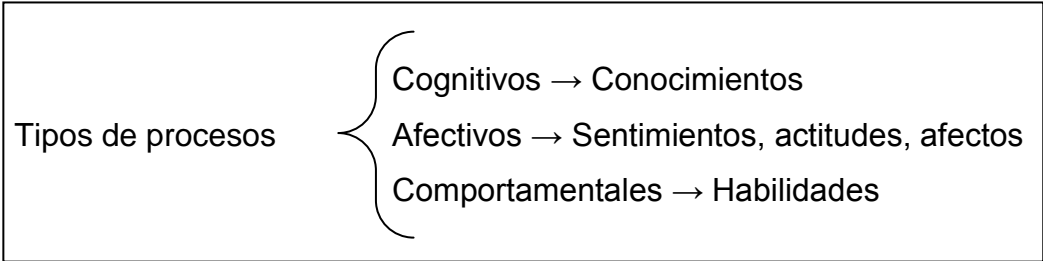 Cognitivos → Conocimientos
Tipos de procesos Afectivos → Sentimientos, actitudes, afectos
Comportamentales → Habilidades